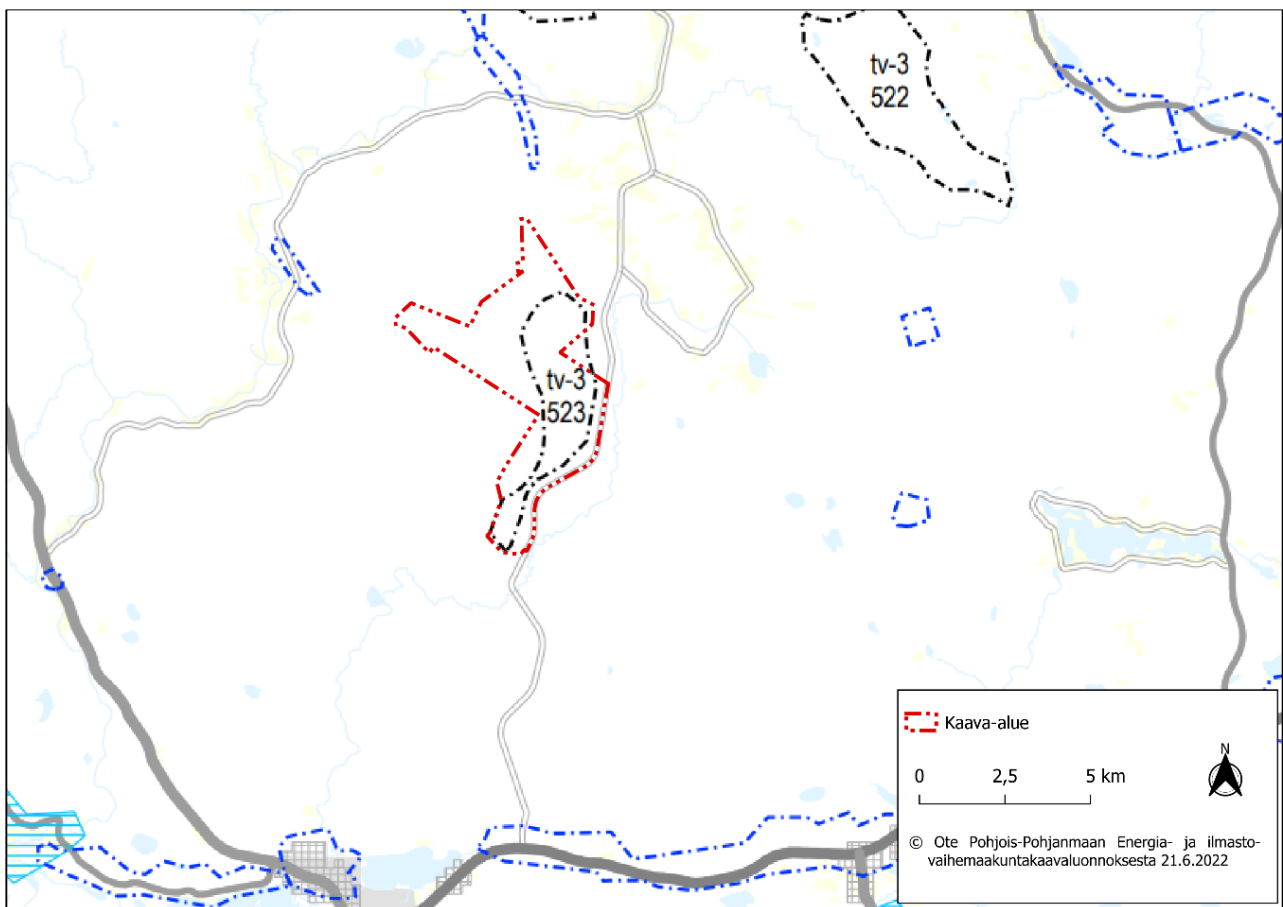 tv-3
522
tv-3
523
Kaava-alue
0 2,5 5 km
N
© Ote Pohjois-Pohjanmaan Energia- ja ilmasto-
vaihemaakuntakaavaluonnoksesta 21.6.2022